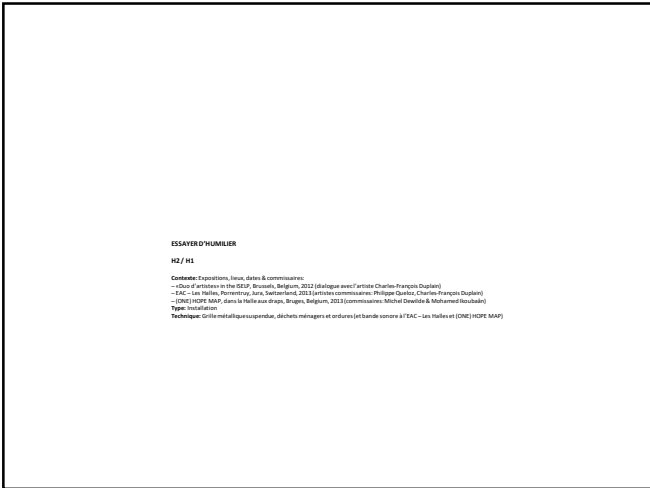 ESSAYER D'HUMILIER
H2 / H1
Contexte: Expositions, lieux, dates & commissaires:
– «Duo d'artistes» in the ISELP, Brussels, Belgium, 2012 (dialogue avec l'artiste Charles-François Duplain)
– EAC – Les Halles, Porrentruy, Jura, Switzerland, 2013 (artistes commissaires: Philippe Queloz, Charles-François Duplain)
– (ONE) HOPE MAP, dans la Halle aux draps, Bruges, Belgium, 2013 (commissaires: Michel Dewilde & Mohamed Ikoubaân)
Type: Installation
Technique: Grille métallique suspendue, déchets ménagers et ordures (et bande sonore à l'EAC – Les Halles et (ONE) HOPE MAP)